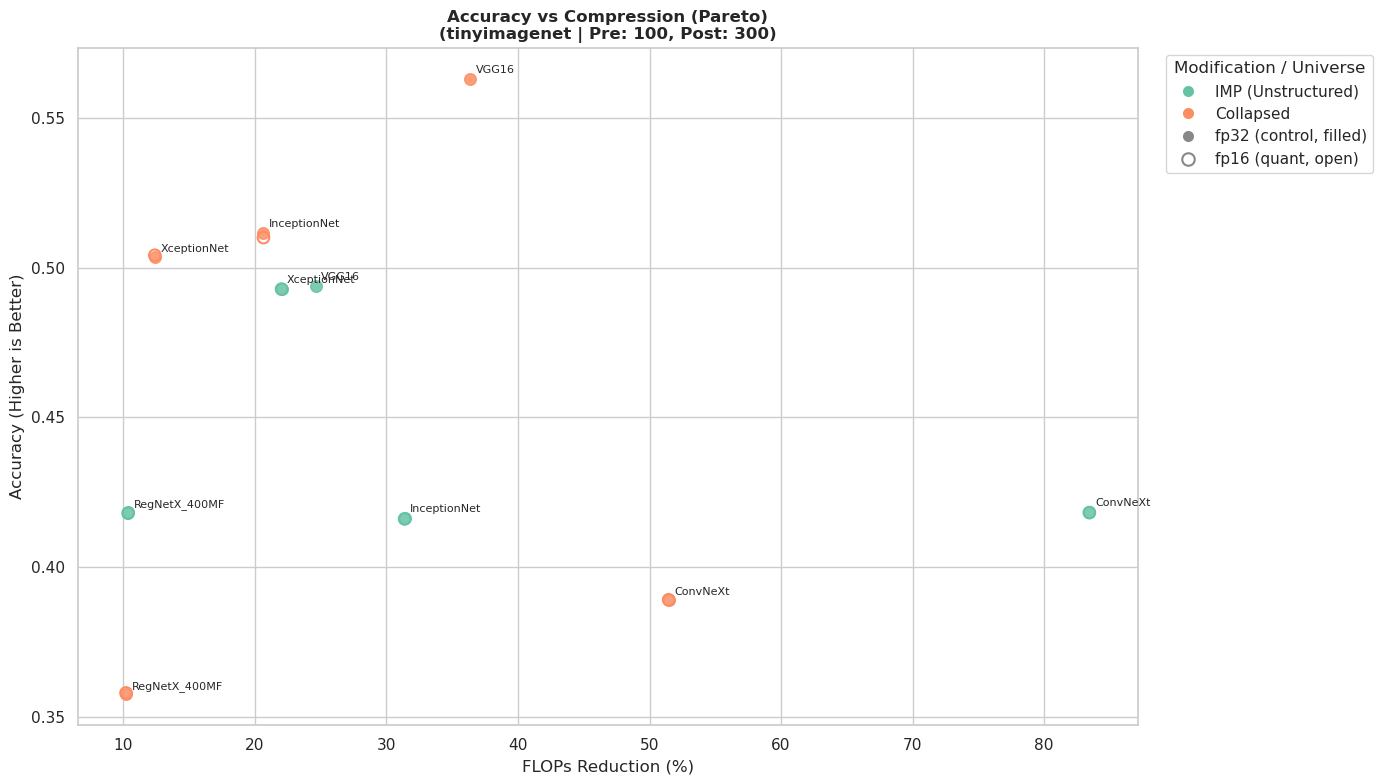 Accuracy vs Compression (Pareto)
(tinyimagenet | Pre: 100, Post: 300)
Modification / Universe
IMP (Unstructured)
Collapsed
fp32 (control, filled)
fp16 (quant, open)
Accuracy (Higher is Better)
0.55
0.50
0.45
0.40
0.35
VGG16
InceptionNet
XceptionNet
VGG16
XceptionNet
RegNetX_400MF
InceptionNet
ConvNeXt
ConvNeXt
RegNetX_400MF
10
20
30
40
50
60
70
80
FLOPs Reduction (%)